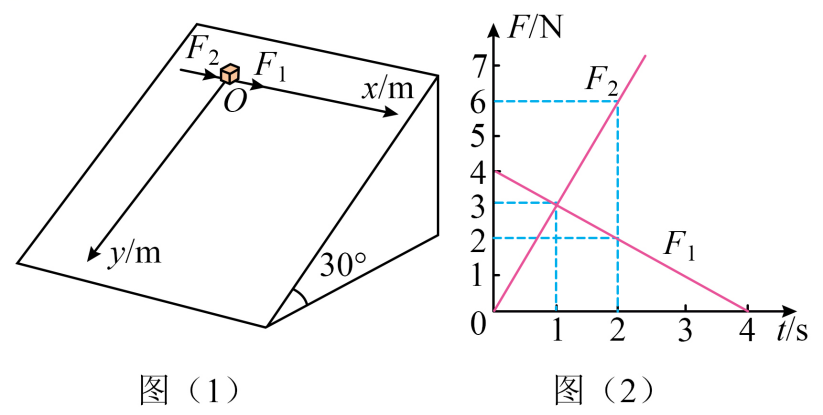 F₂ F₁
O x/m
y/m
30°
图（1）
F/N
7
6
5
4
3
2
1
0
F₂
F₁
1 2 3 4 t/s
图（2）